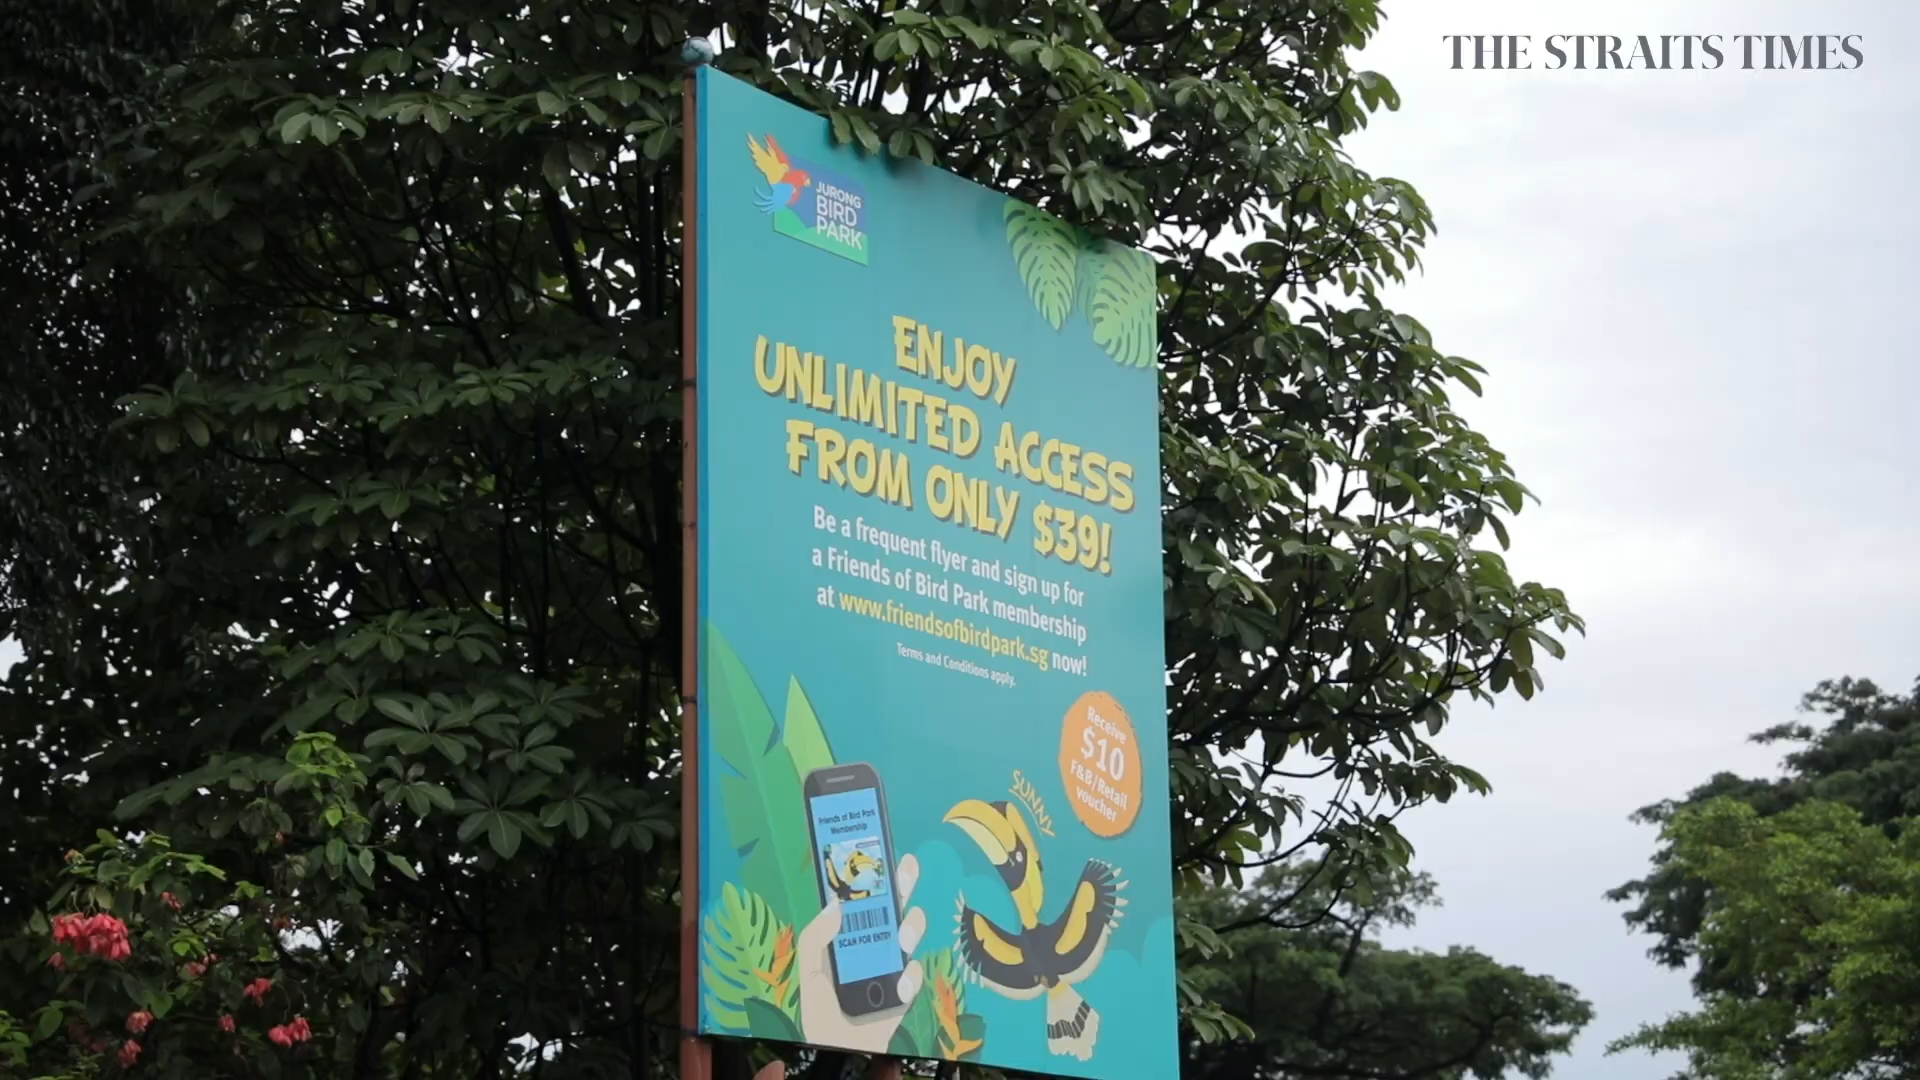 THE STRAITS TIMES
JURONG
BIRD
PARK
ENJOY
UNLIMITED ACCESS
FROM ONLY $39!
Be a frequent flyer and sign up for
a Friends of Bird Park membership
at www.friendsofbirdpark.sg now!
Terms and Conditions apply.
Receive
$10
F&B/Retail
voucher
SUNNY
Friends of Bird Park
Membership
SCAN FOR ENTRY